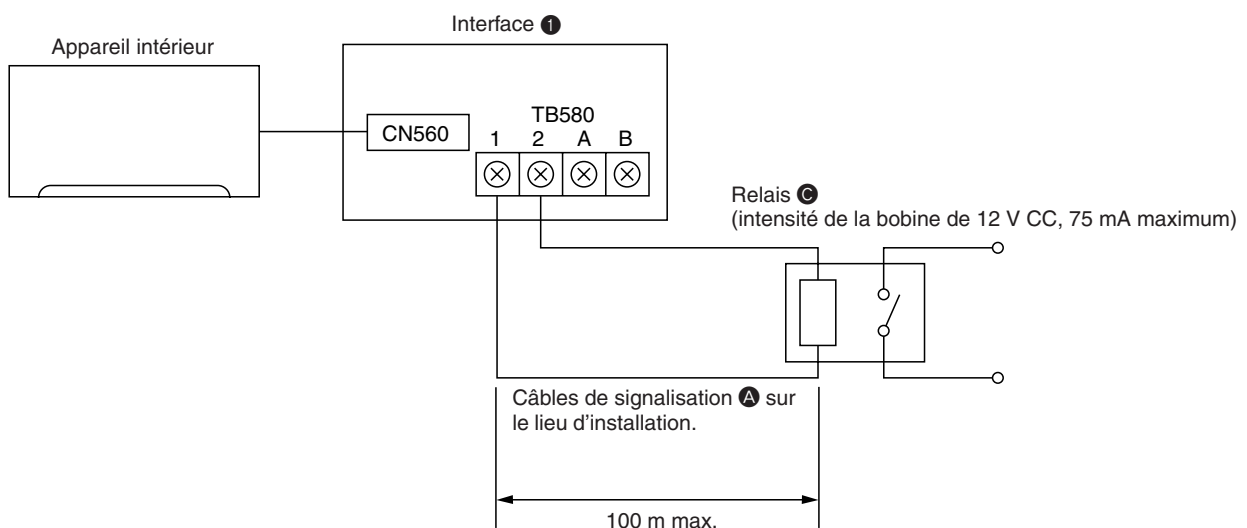 Interface ❶
Appareil intérieur
TB580
CN560
1 2 A B
Relais Ⓒ
(intensité de la bobine de 12 V CC, 75 mA maximum)
Câbles de signalisation Ⓐ sur
le lieu d'installation.
100 m max.